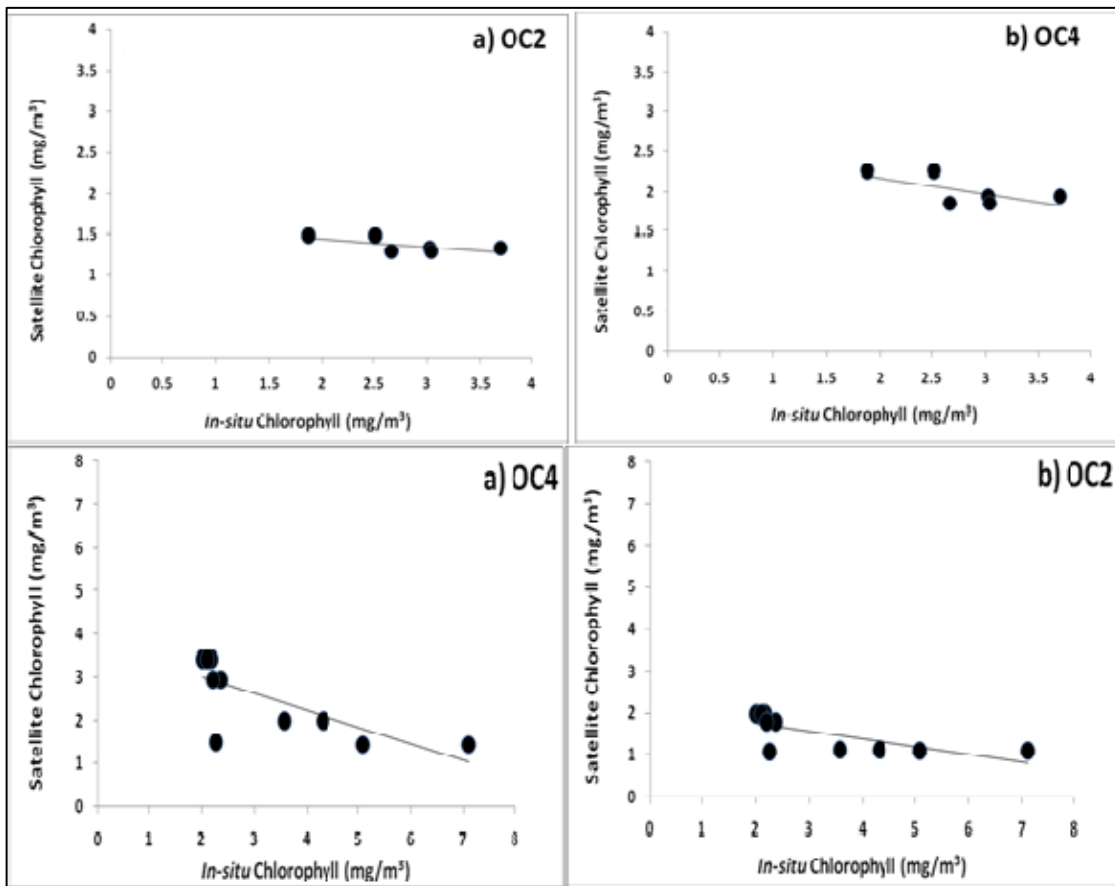 a) OC2
Satellite Chlorophyll (mg/m³)
4
3.5
3
2.5
2
1.5
1
0.5
0
0 0.5 1 1.5 2 2.5 3 3.5 4
In-situ Chlorophyll (mg/m³)
b) OC4
Satellite Chlorophyll (mg/m³)
4
3.5
3
2.5
2
1.5
1
0.5
0
0 0.5 1 1.5 2 2.5 3 3.5 4
In-situ Chlorophyll (mg/m³)
a) OC4
Satellite Chlorophyll (mg/m³)
8
7
6
5
4
3
2
1
0
0 1 2 3 4 5 6 7 8
In-situ Chlorophyll (mg/m³)
b) OC2
Satellite Chlorophyll (mg/m³)
8
7
6
5
4
3
2
1
0
0 1 2 3 4 5 6 7 8
In-situ Chlorophyll (mg/m³)